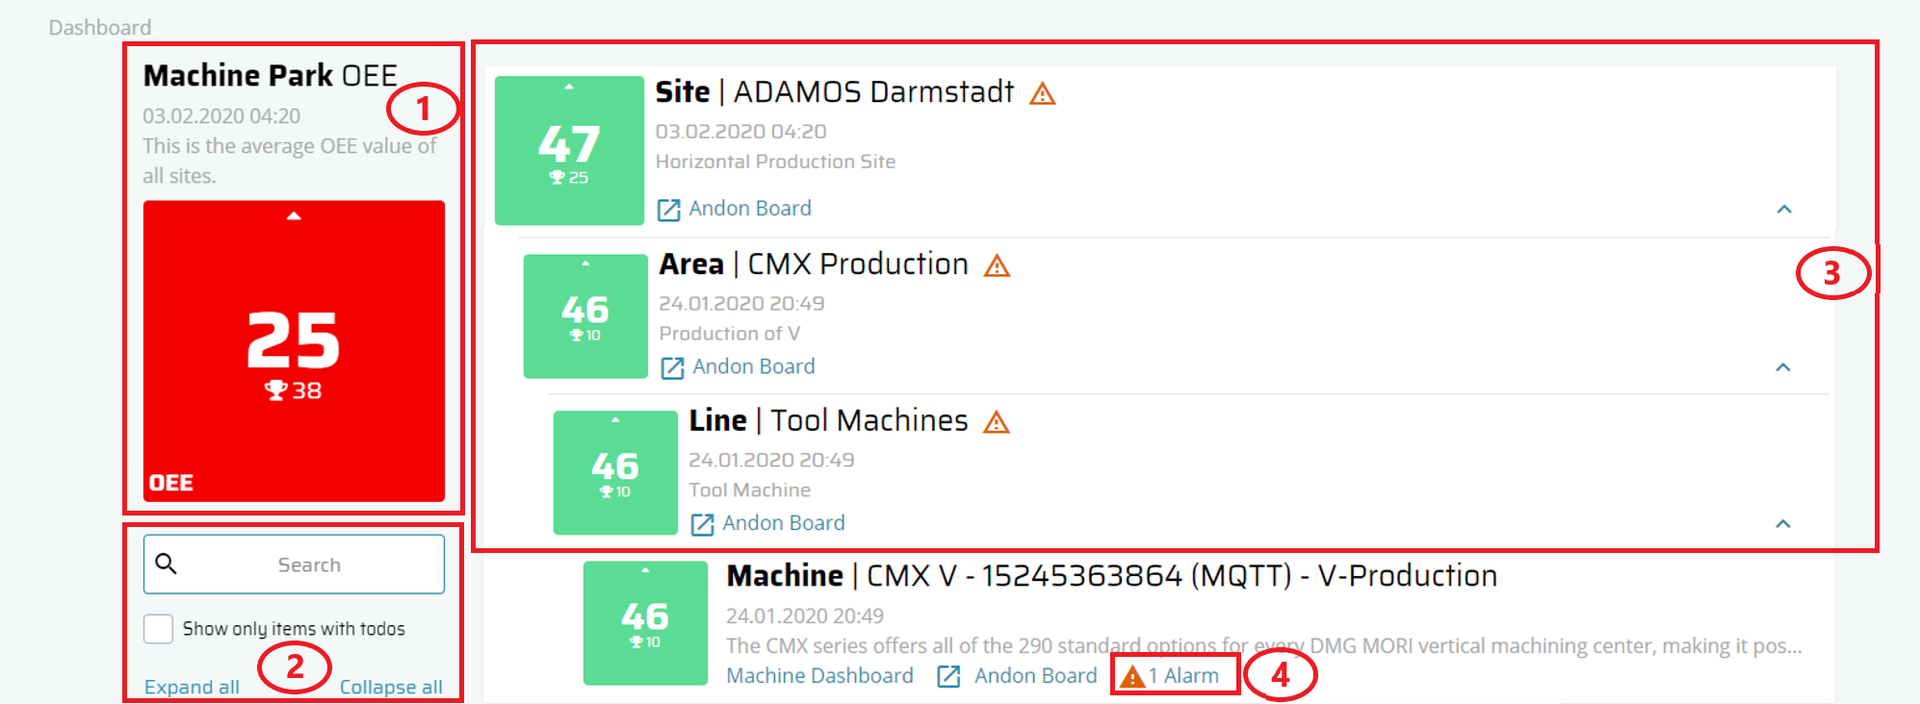 Dashboard
Machine Park OEE
03.02.2020 04:20
This is the average OEE value of
all sites.
1
25
38
OEE
Search
Show only items with todos
2
Expand all
Collapse all
47
25
Site | ADAMOS Darmstadt
03.02.2020 04:20
Horizontal Production Site
Andon Board
46
10
Area | CMX Production
24.01.2020 20:49
Production of V
Andon Board
3
46
10
Line | Tool Machines
24.01.2020 20:49
Tool Machine
Andon Board
46
10
Machine | CMX V - 15245363864 (MQTT) - V-Production
24.01.2020 20:49
The CMX series offers all of the 290 standard options for every DMG MORI vertical machining center, making it pos...
Machine Dashboard Andon Board 1 Alarm
4